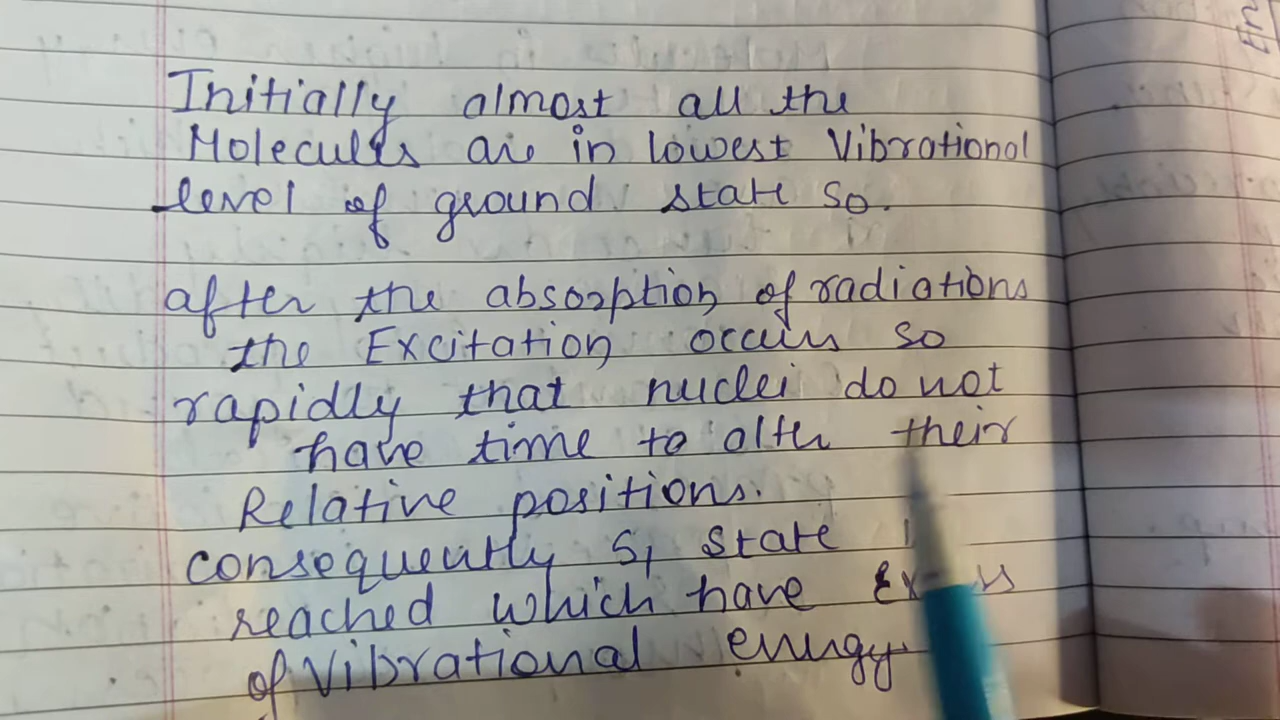 Initially almost all the
Molecules are in lowest Vibrational
level of ground state so.
after the absorption of radiations
the Excitation occurs so
rapidly that nuclei do not
have time to alter their
Relative positions.
consequently S1 state
reached which have
of Vibrational energy.
En